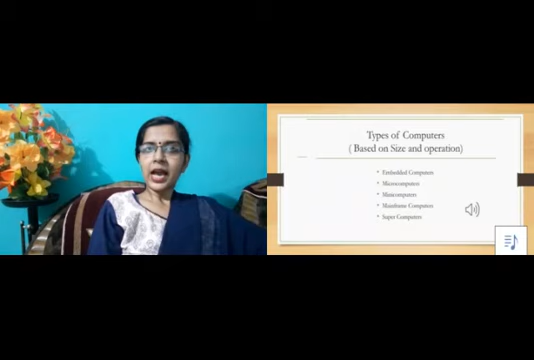 Types of Computers
( Based on Size and operation)
• Embedded Computers
• Microcomputers
• Minicomputers
• Mainframe Computers
• Super Computers